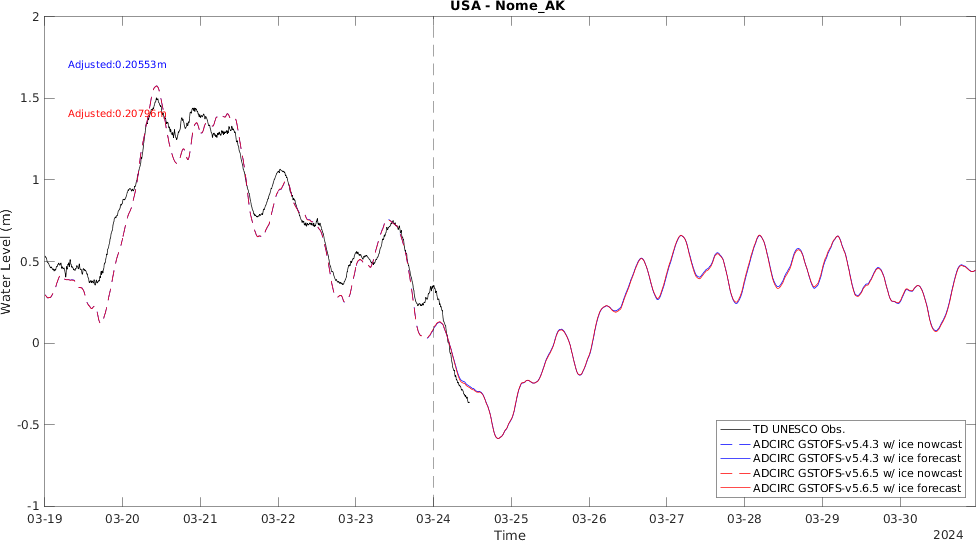 USA - Nome_AK
2
1.5
1
0.5
0
-0.5
-1
Water Level (m)
Adjusted:0.20553m
Adjusted:0.20796m
TD UNESCO Obs.
ADCIRC GSTOFS-v5.4.3 w/ ice nowcast
ADCIRC GSTOFS-v5.4.3 w/ ice forecast
ADCIRC GSTOFS-v5.6.5 w/ ice nowcast
ADCIRC GSTOFS-v5.6.5 w/ ice forecast
03-19 03-20 03-21 03-22 03-23 03-24 03-25 03-26 03-27 03-28 03-29 03-30
Time
2024